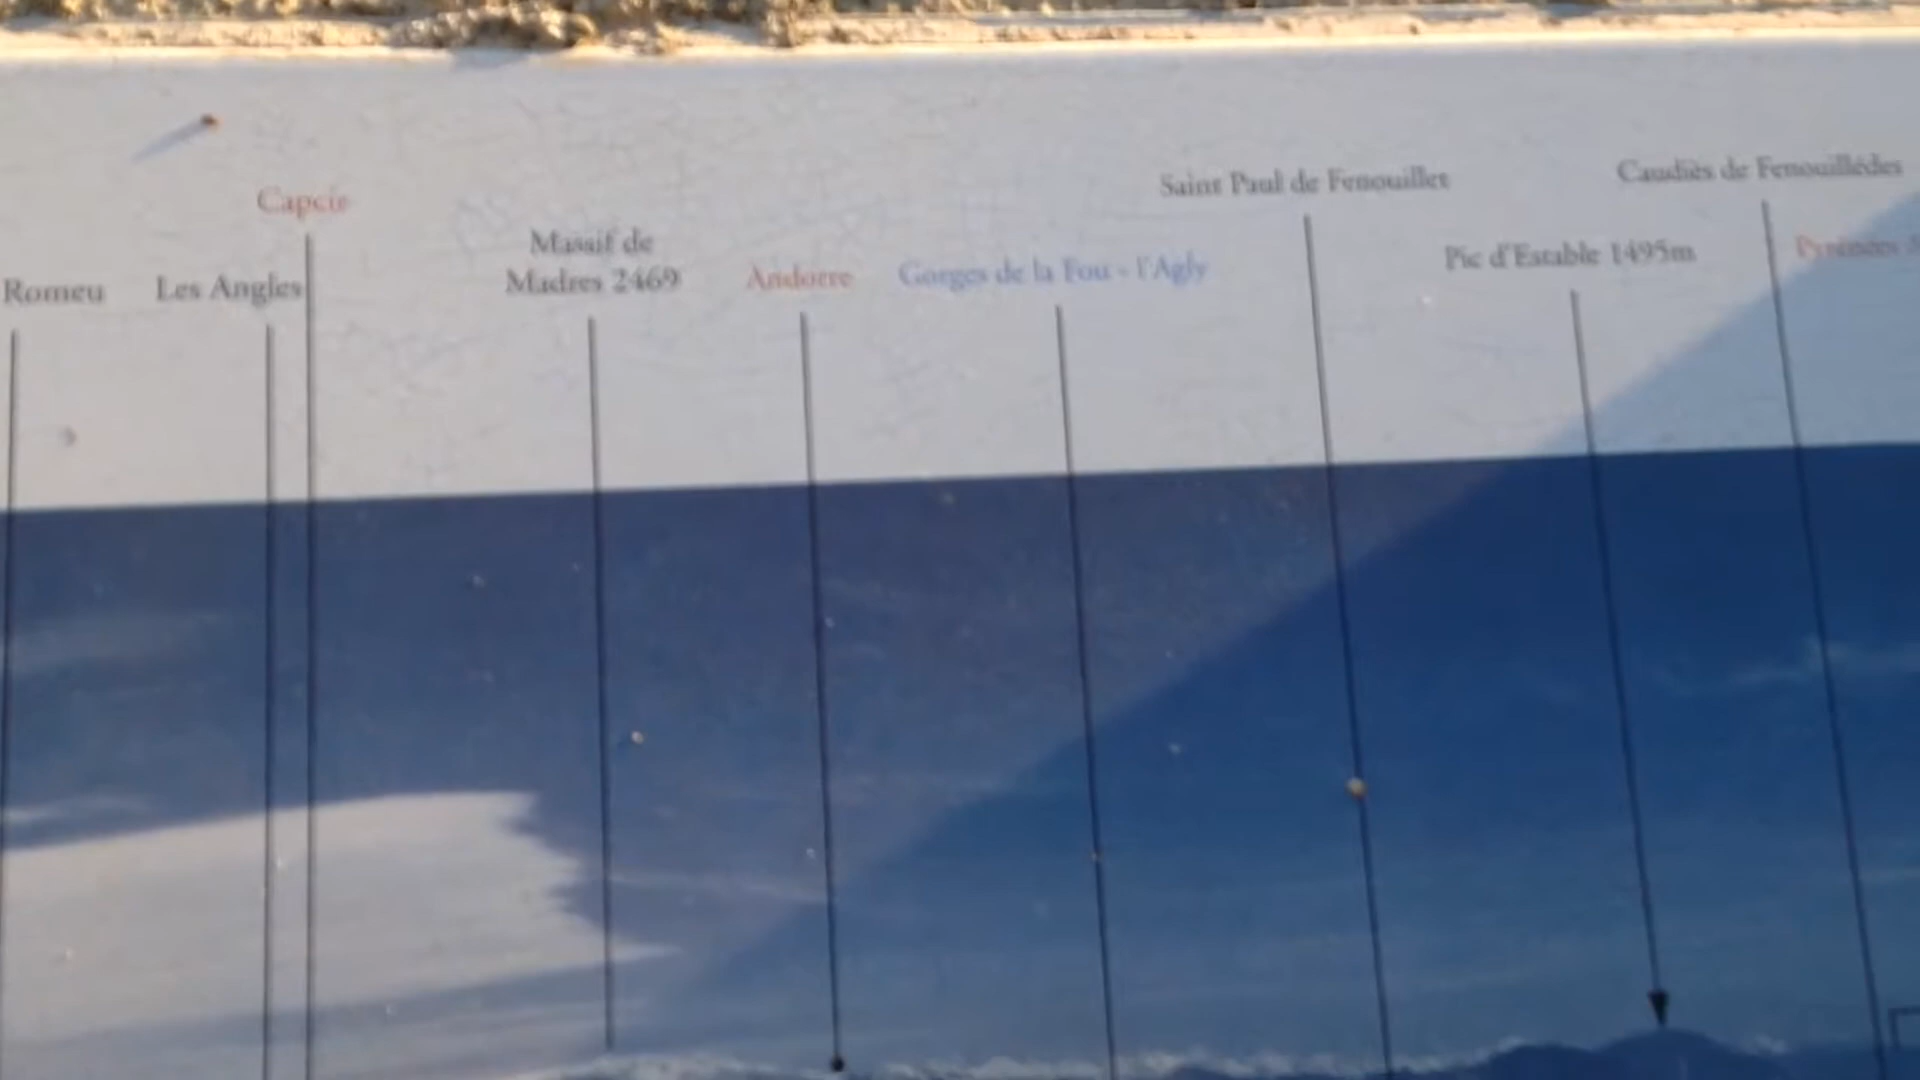 Capcir
Saint Paul de Fenouillet
Caudiès de Fenouillèdes
Romeu
Les Angles
Massif de
Madres 2469
Andorre
Gorges de la Fou - l'Agly
Pic d'Estable 1495m
Pyrénées